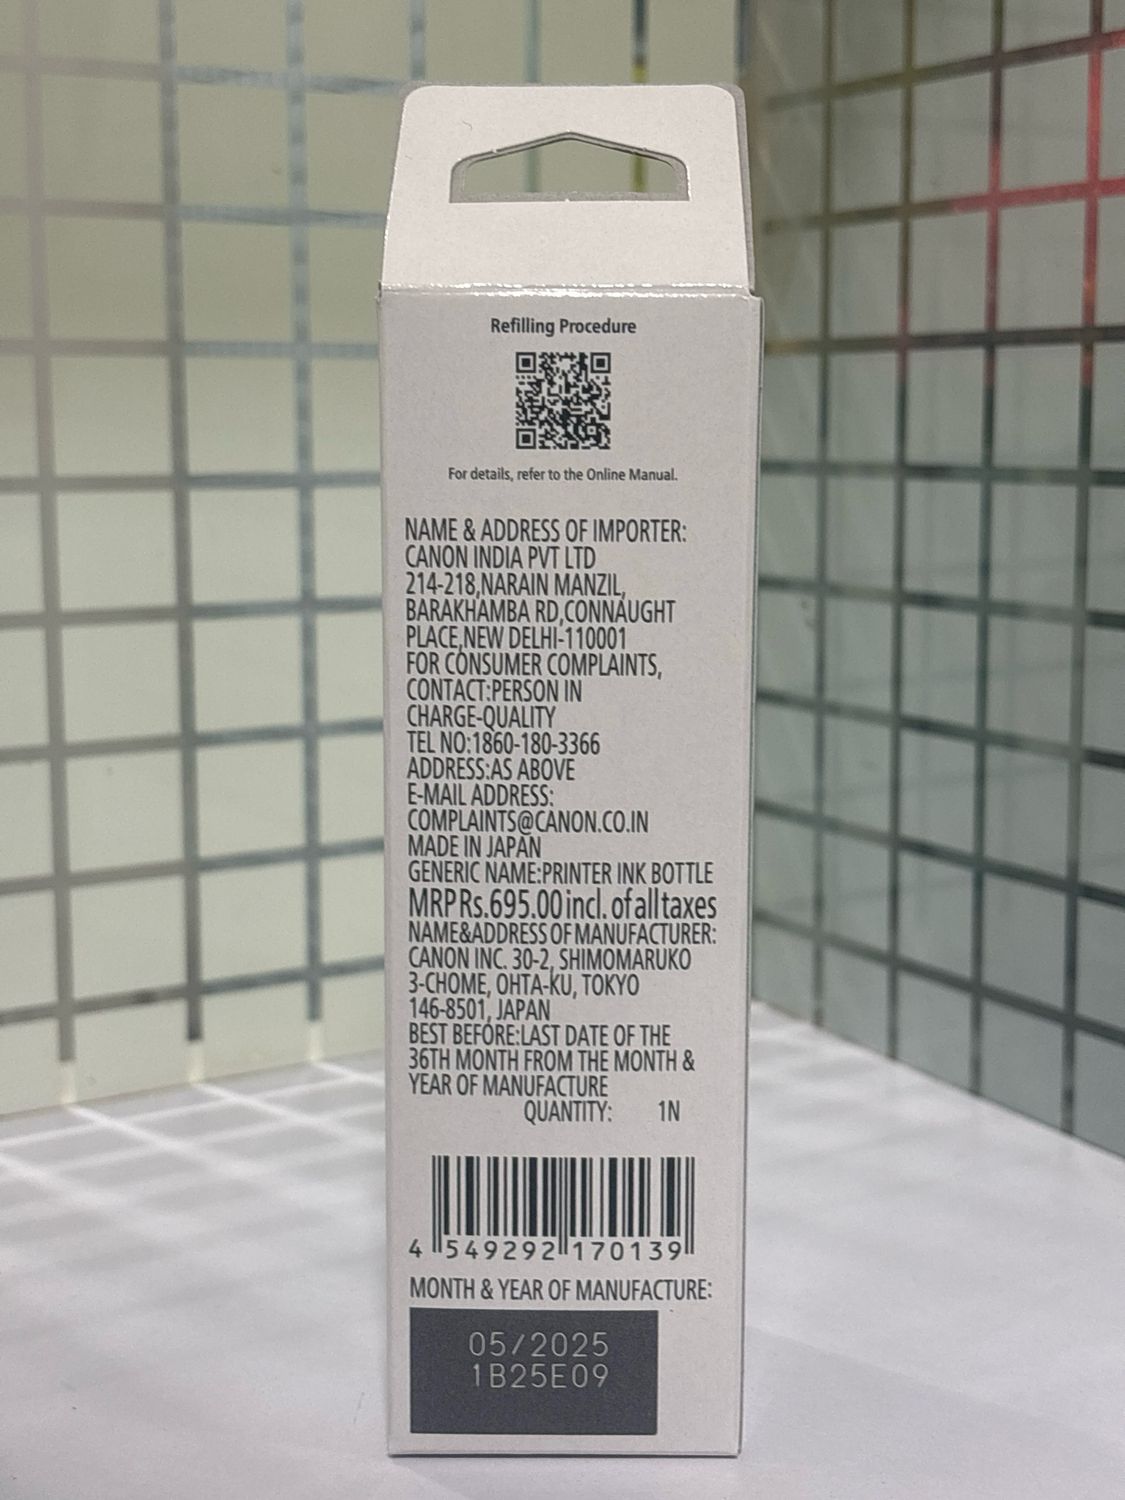 Refilling Procedure
For details, refer to the Online Manual.
NAME & ADDRESS OF IMPORTER:
CANON INDIA PVT LTD
214-218,NARAIN MANZIL,
BARAKHAMBA RD,CONNAUGHT
PLACE,NEW DELHI-110001
FOR CONSUMER COMPLAINTS,
CONTACT:PERSON IN
CHARGE-QUALITY
TEL NO:1860-180-3366
ADDRESS:AS ABOVE
E-MAIL ADDRESS:
COMPLAINTS@CANON.CO.IN
MADE IN JAPAN
GENERIC NAME:PRINTER INK BOTTLE
MRPRs.695.00 incl. of all taxes
NAME&ADDRESS OF MANUFACTURER:
CANON INC. 30-2, SHIMOMARUKO
3-CHOME, OHTA-KU, TOKYO
146-8501, JAPAN
BEST BEFORE:LAST DATE OF THE
36TH MONTH FROM THE MONTH &
YEAR OF MANUFACTURE
QUANTITY: 1N
4 549292 170139
MONTH & YEAR OF MANUFACTURE:
05/2025
1B25E09